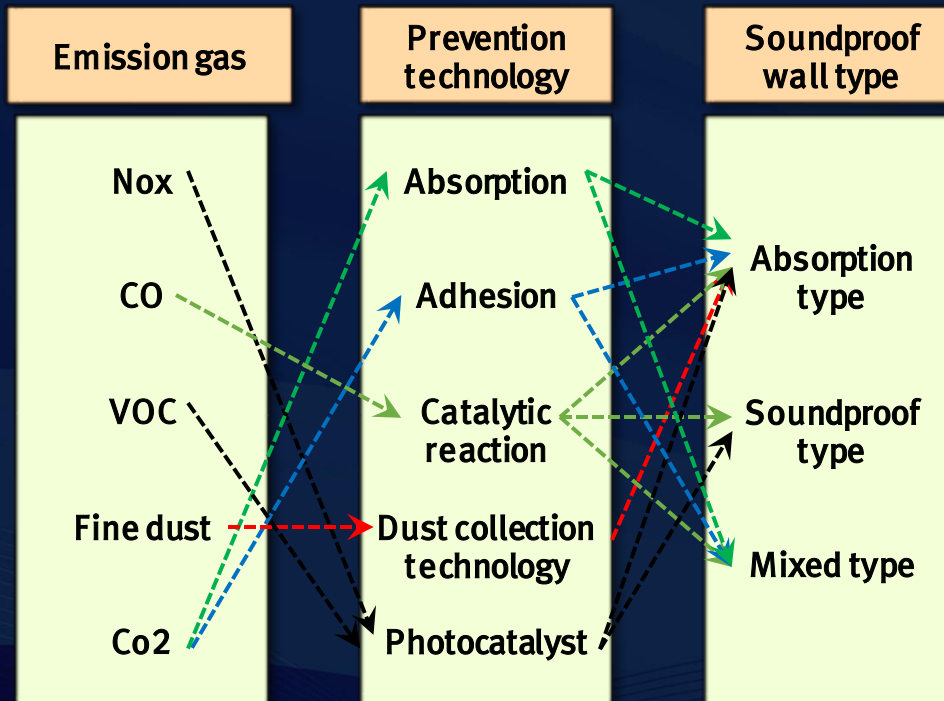 Emission gas
Prevention
technology
Soundproof
wall type
Nox
CO
VOC
Fine dust
Co2
Absorption
Adhesion
Catalytic
reaction
Dust collection
technology
Photocatalyst
Absorption
type
Soundproof
type
Mixed type